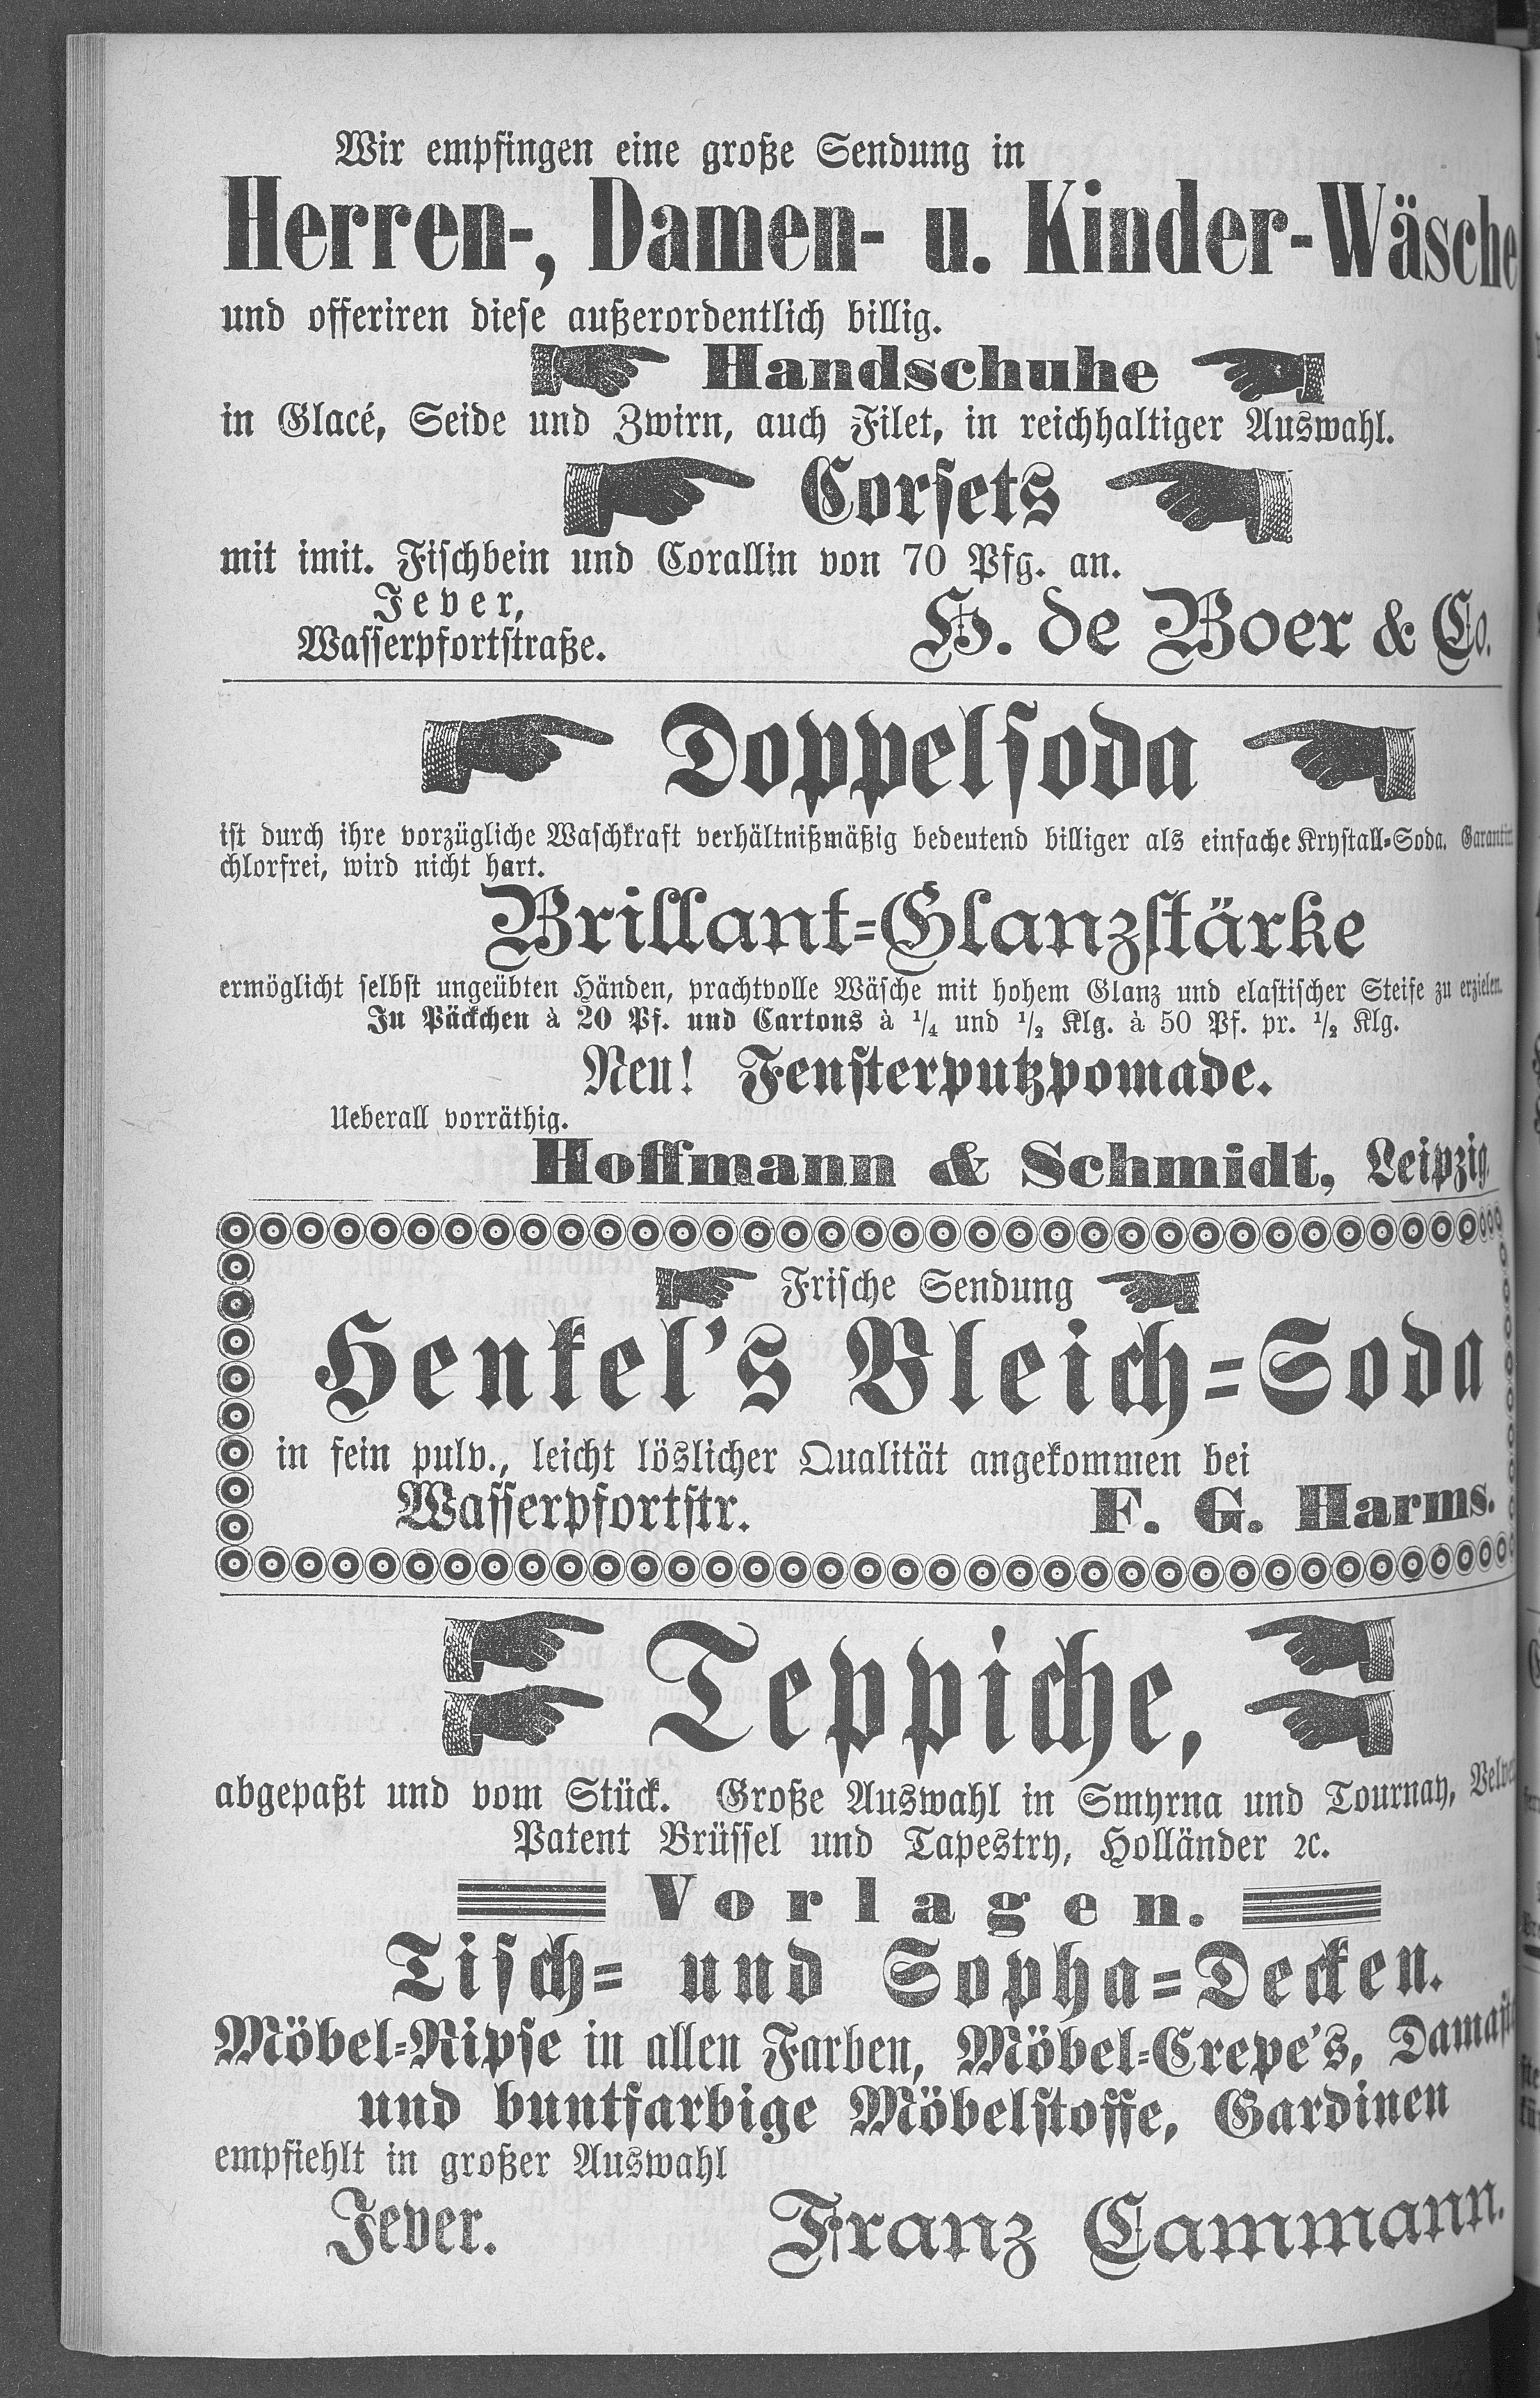 Wir empfingen eine große Sendung in
Herren-, Damen- u. Kinder-Wäsche
und offeriren diese außerordentlich billig.
Handschuhe
in Glacé, Seide und Zwirn, auch Filet, in reichhaltiger Auswahl.
Corsets
mit imit. Fischbein und Corallin von 70 Pfg. an.
Jever,
Wasserpfortstraße.
H. de Boer & Co.
Doppelsoda
ist durch ihre vorzügliche Waschkraft verhältnißmäßig bedeutend billiger als einfache Krystall-Soda.
chlorfrei, wird nicht hart.
Brillant-Glanzstärke
ermöglicht selbst ungeübten Händen, prachtvolle Wäsche mit hohem Glanz und elastischer Steife zu erzielen.
In Päckchen à 20 Pf. und Cartons à 1/4 und 1/2 Klg. à 50 Pf. pr. 1/2 Klg.
Neu! Fensterputzpomade.
Ueberall vorräthig.
Hoffmann & Schmidt, Leipzig
Frische Sendung
Henkel's Bleich-Soda
in fein pulv., leicht löslicher Qualität angekommen bei
Wasserpfortstr.
F. G. Harms.
Teppiche,
abgepaßt und vom Stück. Große Auswahl in Smyrna und Tournay,
Patent Brüssel und Tapestry, Holländer ꝛc.
Vorlagen.
Tisch- und Sopha-Decken.
Möbel-Ripse in allen Farben, Möbel-Crepe's,
und buntfarbige Möbelstoffe, Gardinen
empfiehlt in großer Auswahl
Jever.
Franz Cammann.